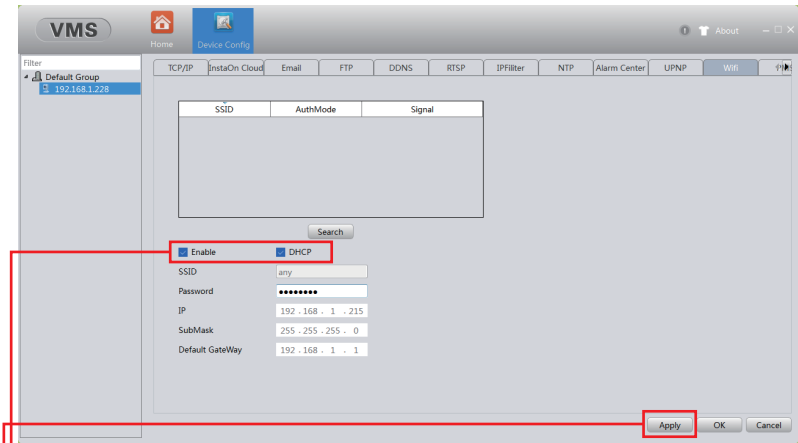 VMS
Home
Device Config
About
Filter
Default Group
192.168.1.228
TCP/IP InstaOn Cloud Email FTP DDNS RTSP IPFiliter NTP Alarm Center UPNP Wifi
SSID AuthMode Signal
Search
Enable DHCP
SSID any
Password ••••••••
IP 192 . 168 . 1 . 215
SubMask 255 . 255 . 255 . 0
Default GateWay 192 . 168 . 1 . 1
Apply OK Cancel